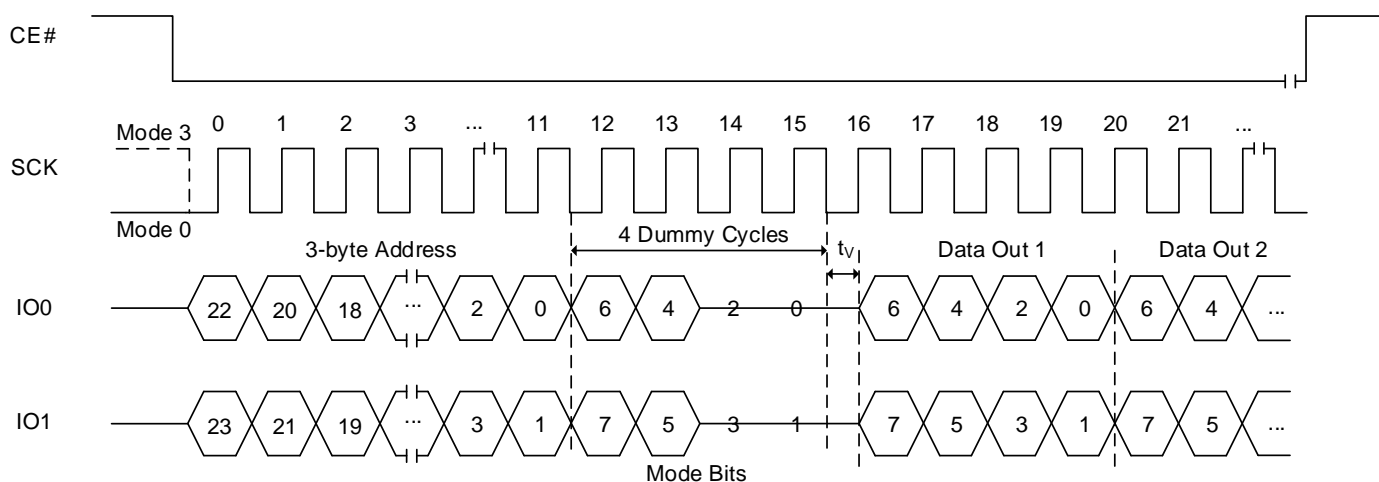 CE#
0 1 2 3 ... 11 12 13 14 15 16 17 18 19 20 21 ...
Mode 3
SCK
Mode 0
3-byte Address 4 Dummy Cycles tV Data Out 1 Data Out 2
IO0 22 20 18 ... 2 0 6 4 2 0 6 4 2 0 6 4 ...
IO1 23 21 19 ... 3 1 7 5 3 1 7 5 3 1 7 5 ...
Mode Bits